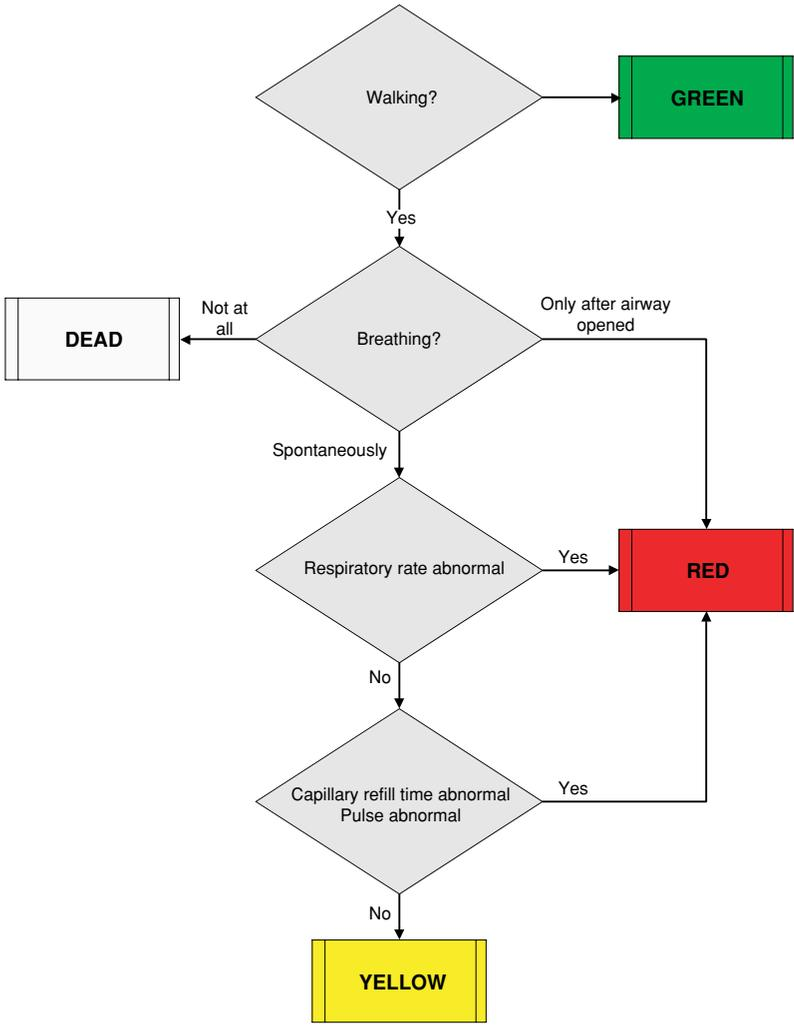 Walking?
GREEN
Yes
Only after airway
opened
Not at
all
DEAD
Breathing?
Spontaneously
Respiratory rate abnormal
Yes
RED
No
Capillary refill time abnormal
Pulse abnormal
Yes
No
YELLOW